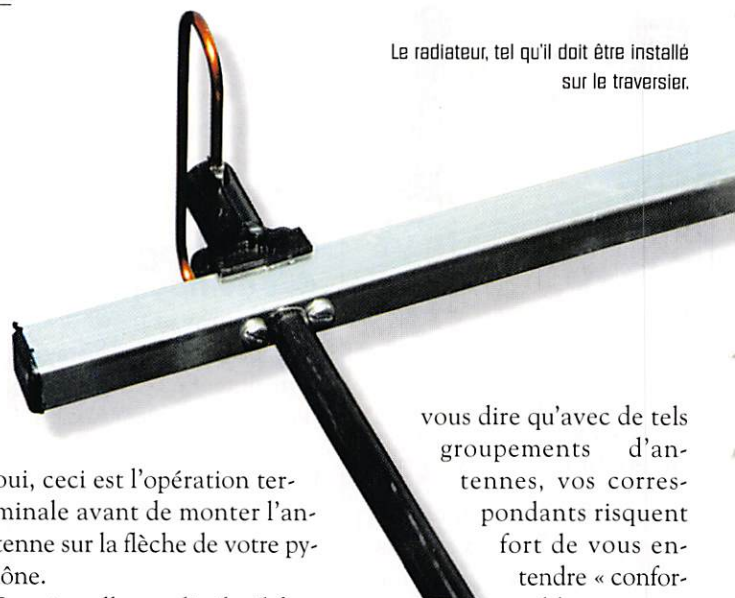 Le radiateur, tel qu'il doit être installé
sur le traversier.
oui, ceci est l'opération ter-
minale avant de monter l'an-
tenne sur la flèche de votre py-
lône.
vous dire qu'avec de tels
groupements d'an-
tennes, vos corres-
pondants risquent
fort de vous en-
tendre « confor-